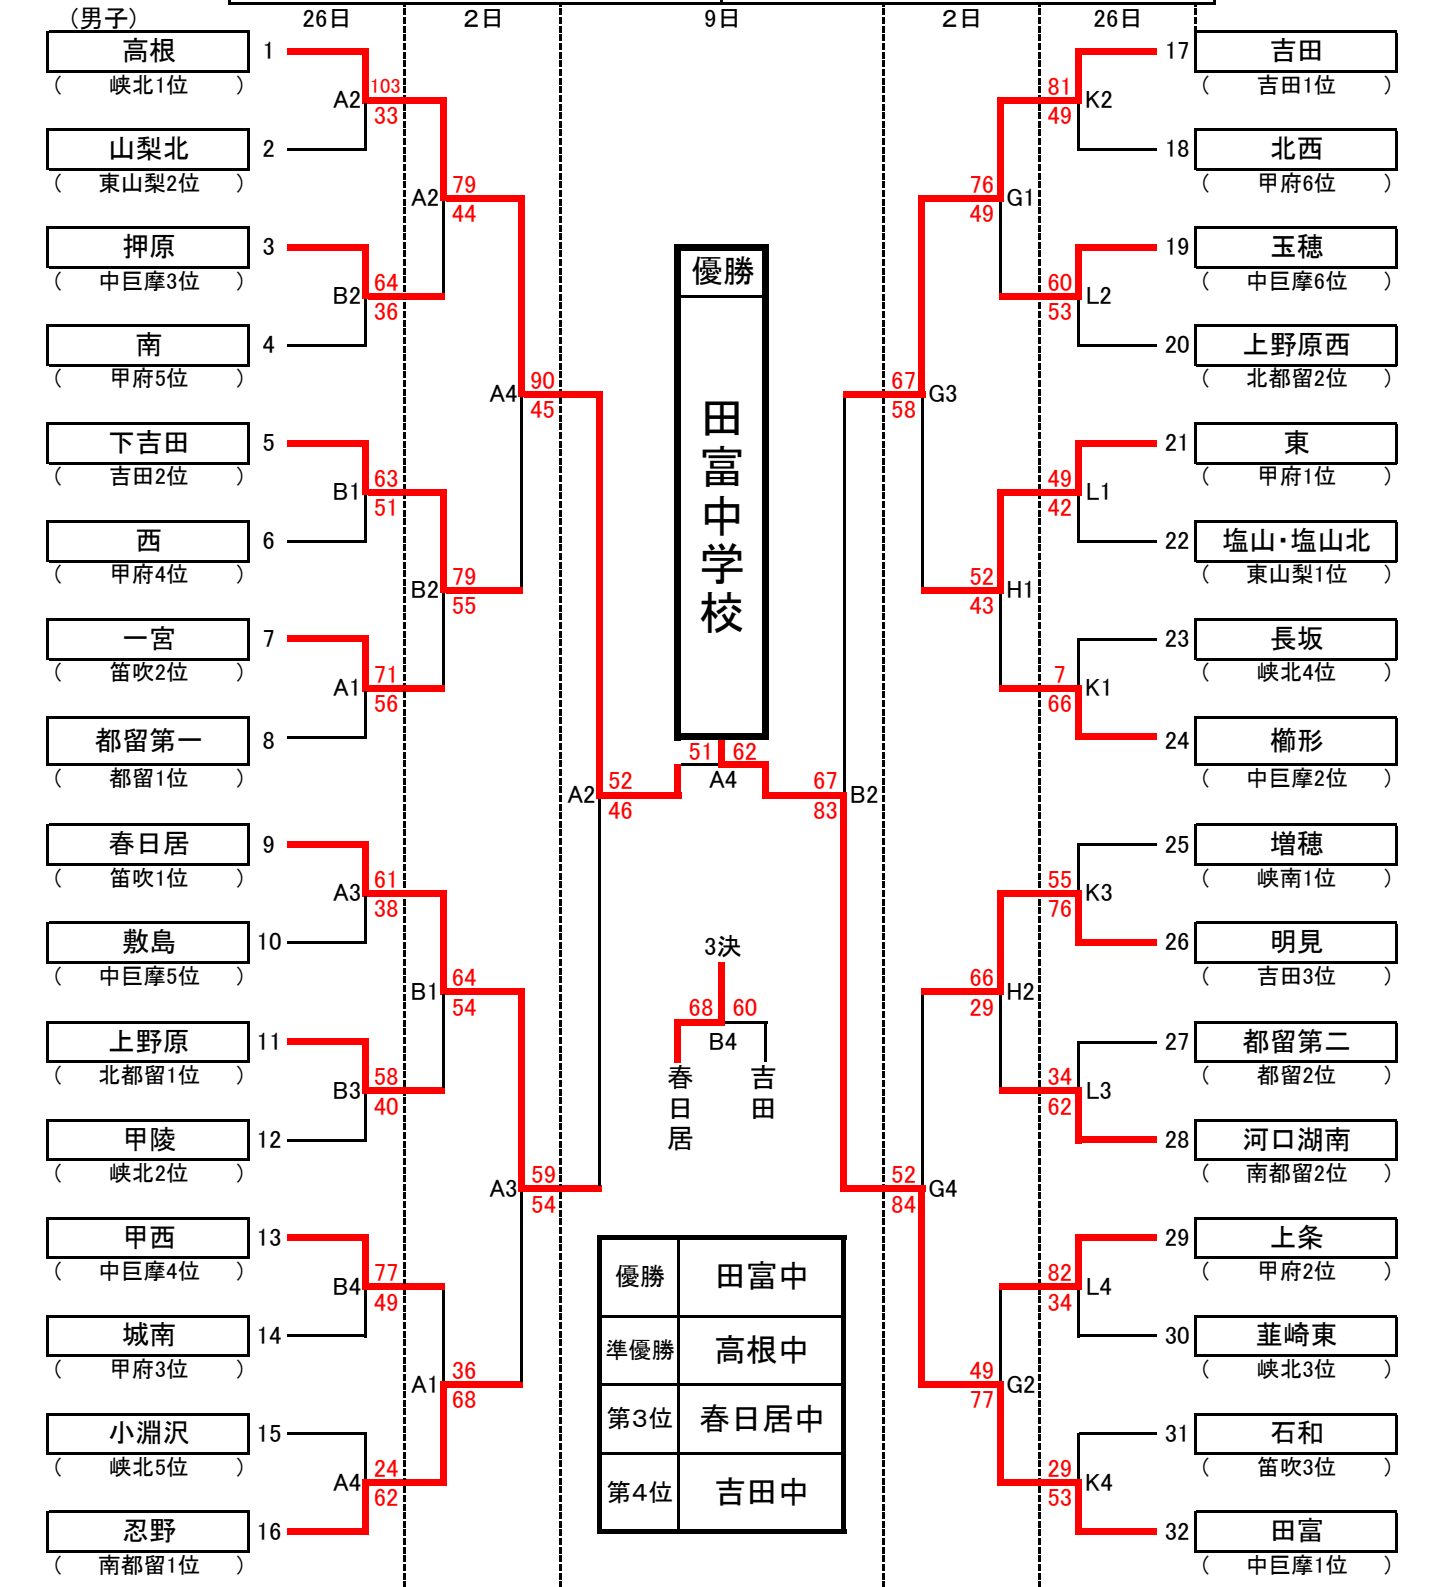 （男子） 26日 2日 9日 2日 26日
高根 1 17 吉田
（ 峡北1位 ） 103 A2 33 81 K2 49 （ 吉田1位 ）
山梨北 2 18 北西
（ 東山梨2位 ） A2 79 44 76 49 G1 （ 甲府6位 ）
押原 3 優勝 19 玉穂
（ 中巨摩3位 ） B2 64 36 60 53 L2 （ 中巨摩6位 ）
南 4 20 上野原西
（ 甲府5位 ） A4 90 45 67 58 G3 （ 北都留2位 ）
田富中学校
下吉田 5 21 東
（ 吉田2位 ） B1 63 51 49 42 L1 （ 甲府1位 ）
西 6 22 塩山・塩山北
（ 甲府4位 ） B2 79 55 52 43 H1 （ 東山梨1位 ）
一宮 7 23 長坂
（ 笛吹2位 ） A1 71 56 7 66 K1 （ 峡北4位 ）
都留第一 8 24 櫛形
（ 都留1位 ） 51 62 A4 （ 中巨摩2位 ）
A2 52 46 67 83 B2
春日居 9 25 増穂
（ 笛吹1位 ） A3 61 38 55 76 K3 （ 峡南1位 ）
敷島 10 3決 26 明見
（ 中巨摩5位 ） B1 64 54 66 29 H2 （ 吉田3位 ）
68 60 B4
上野原 11 27 都留第二
（ 北都留1位 ） B3 58 40 春日居 吉田 34 62 L3 （ 都留2位 ）
甲陵 12 28 河口湖南
（ 峡北2位 ） A3 59 54 52 84 G4 （ 南都留2位 ）
甲西 13 29 上条
（ 中巨摩4位 ） B4 77 49 82 34 L4 （ 甲府2位 ）
優勝 田富中
城南 14 30 韮崎東
（ 甲府3位 ） A1 36 68 49 77 G2 （ 峡北3位 ）
準優勝 高根中
第3位 春日居中
小淵沢 15 31 石和
（ 峡北5位 ） A4 24 62 29 53 K4 （ 笛吹3位 ）
第4位 吉田中
忍野 16 32 田富
（ 南都留1位 ） （ 中巨摩1位 ）